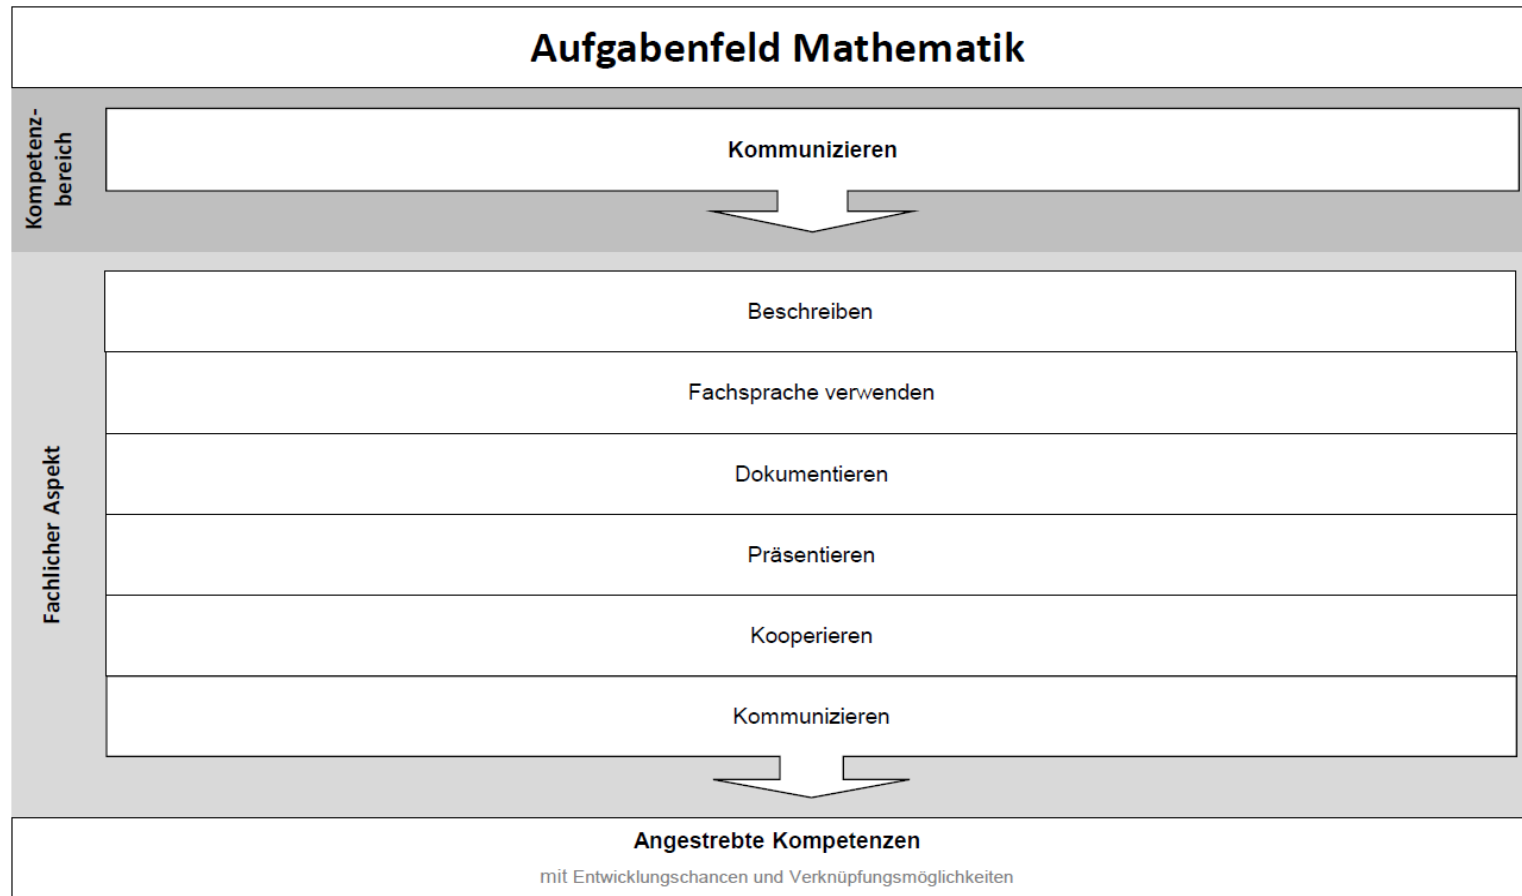 Aufgabenfeld Mathematik
Kompetenz-
bereich
Kommunizieren
Fachlicher Aspekt
Beschreiben
Fachsprache verwenden
Dokumentieren
Präsentieren
Kooperieren
Kommunizieren
Angestrebte Kompetenzen
mit Entwicklungschancen und Verknüpfungsmöglichkeiten